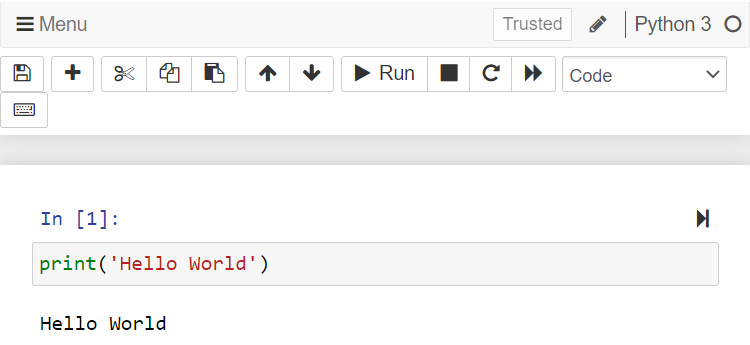 Menu Trusted Python 3
Run Code
In [1]:
print('Hello World')
Hello World